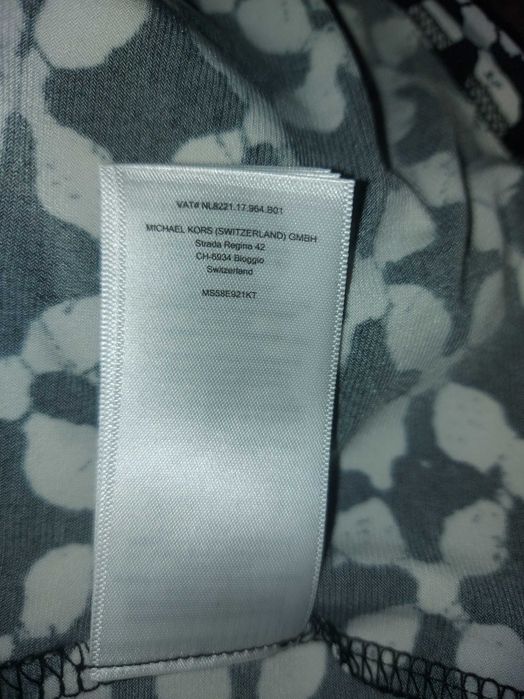 VAT# NL8221.17.964.B01
MICHAEL KORS (SWITZERLAND) GMBH
Strada Regina 42
CH-6934 Bioggio
Switzerland
MS58E921KT